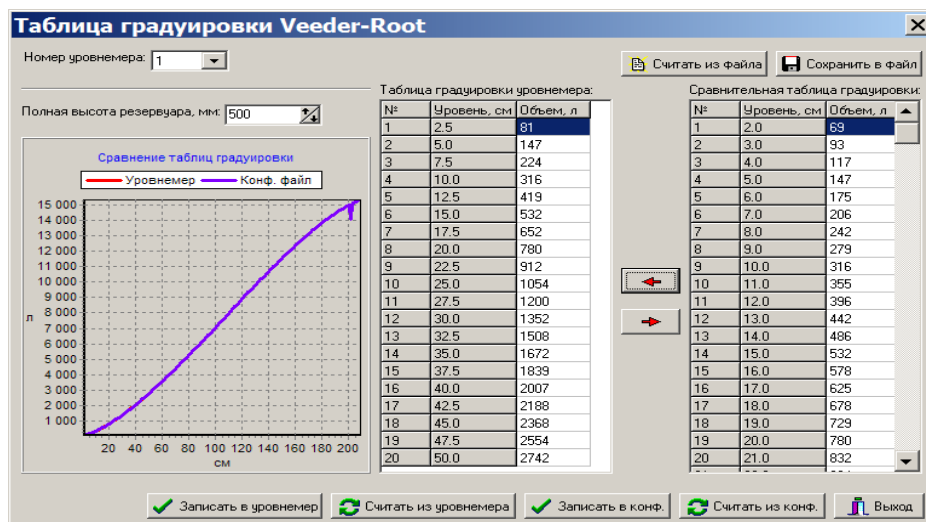 Таблица градуировки Veeder-Root
Номер уровнемера: 1
Считать из файла Сохранить в файл
Полная высота резервуара, мм: 500
Сравнение таблиц градуировки
Уровнемер Конф. файл
15 000
14 000
13 000
12 000
11 000
10 000
9 000
8 000
7 000
6 000
5 000
4 000
3 000
2 000
1 000
л
20 40 60 80 100 120 140 160 180 200
см
Таблица градуировки уровнемера:
№ Уровень, см Объем, л
1 2.5 81
2 5.0 147
3 7.5 224
4 10.0 316
5 12.5 419
6 15.0 532
7 17.5 652
8 20.0 780
9 22.5 912
10 25.0 1054
11 27.5 1200
12 30.0 1352
13 32.5 1508
14 35.0 1672
15 37.5 1839
16 40.0 2007
17 42.5 2188
18 45.0 2368
19 47.5 2554
20 50.0 2742
Сравнительная таблица градуировки:
№ Уровень, см Объем, л
1 2.0 69
2 3.0 93
3 4.0 117
4 5.0 147
5 6.0 175
6 7.0 206
7 8.0 242
8 9.0 279
9 10.0 316
10 11.0 355
11 12.0 396
12 13.0 442
13 14.0 486
14 15.0 532
15 16.0 578
16 17.0 625
17 18.0 678
18 19.0 729
19 20.0 780
20 21.0 832
Записать в уровнемер Считать из уровнемера Записать в конф. Считать из конф. Выход